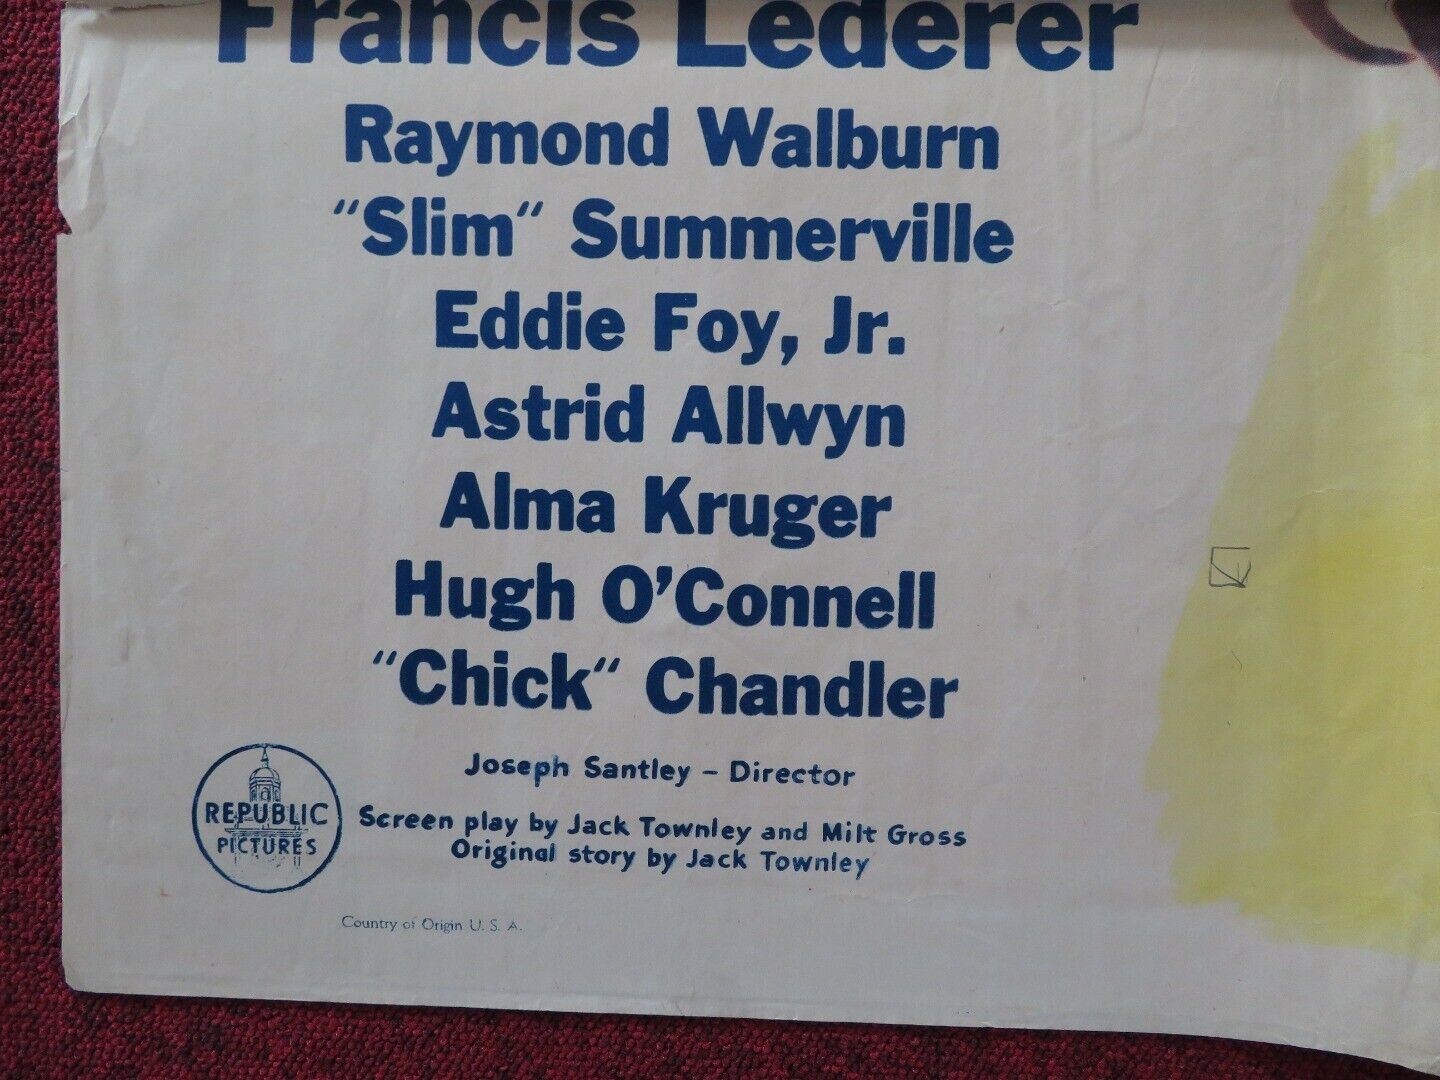 Francis Lederer
Raymond Walburn
"Slim" Summerville
Eddie Foy, Jr.
Astrid Allwyn
Alma Kruger
Hugh O'Connell
"Chick" Chandler
Joseph Santley - Director
REPUBLIC
PICTURES
Screen play by Jack Townley and Milt Gross
Original story by Jack Townley
Country of Origin U. S. A.